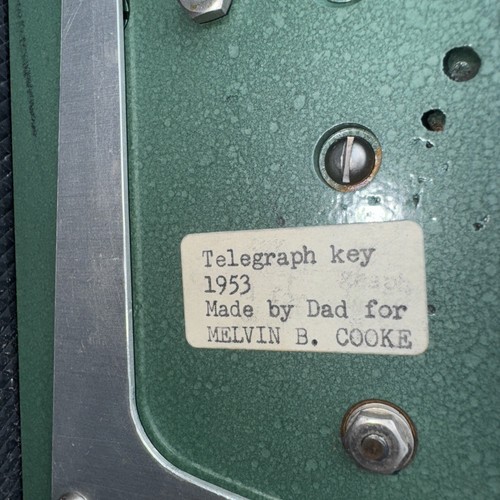 Telegraph key
1953
Made by Dad for
MELVIN B. COOKE